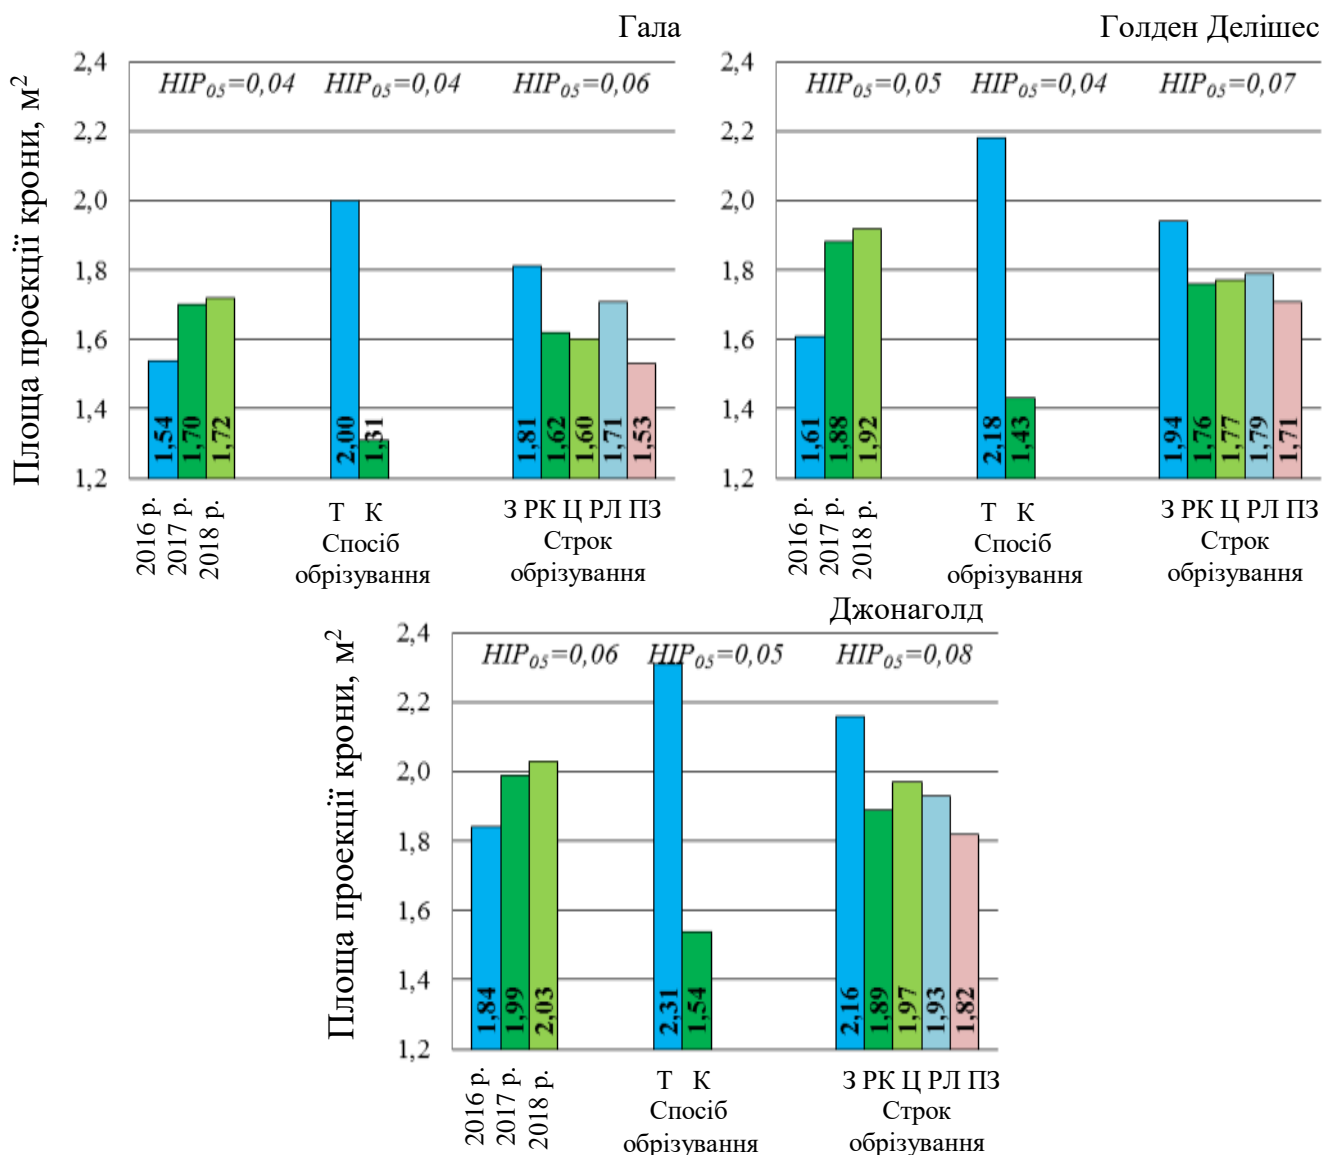 Гала
Площа проекції крони, м²
2,4
2,2
2,0
1,8
1,6
1,4
1,2
НІР₀₅=0,04 НІР₀₅=0,04 НІР₀₅=0,06
1,54 1,70 1,72 2,00 1,31 1,81 1,62 1,60 1,71 1,53
2016 р. 2017 р. 2018 р.
Т К
Спосіб
обрізування
З РК Ц РЛ ПЗ
Строк
обрізування
Голден Делішес
2,4
2,2
2,0
1,8
1,6
1,4
1,2
НІР₀₅=0,05 НІР₀₅=0,04 НІР₀₅=0,07
1,61 1,88 1,92 2,18 1,43 1,94 1,76 1,77 1,79 1,71
2016 р. 2017 р. 2018 р.
Т К
Спосіб
обрізування
З РК Ц РЛ ПЗ
Строк
обрізування
Джонаголд
Площа проекції крони, м²
2,4
2,2
2,0
1,8
1,6
1,4
1,2
НІР₀₅=0,06 НІР₀₅=0,05 НІР₀₅=0,08
1,84 1,99 2,03 2,31 1,54 2,16 1,89 1,97 1,93 1,82
2016 р. 2017 р. 2018 р.
Т К
Спосіб
обрізування
З РК Ц РЛ ПЗ
Строк
обрізування